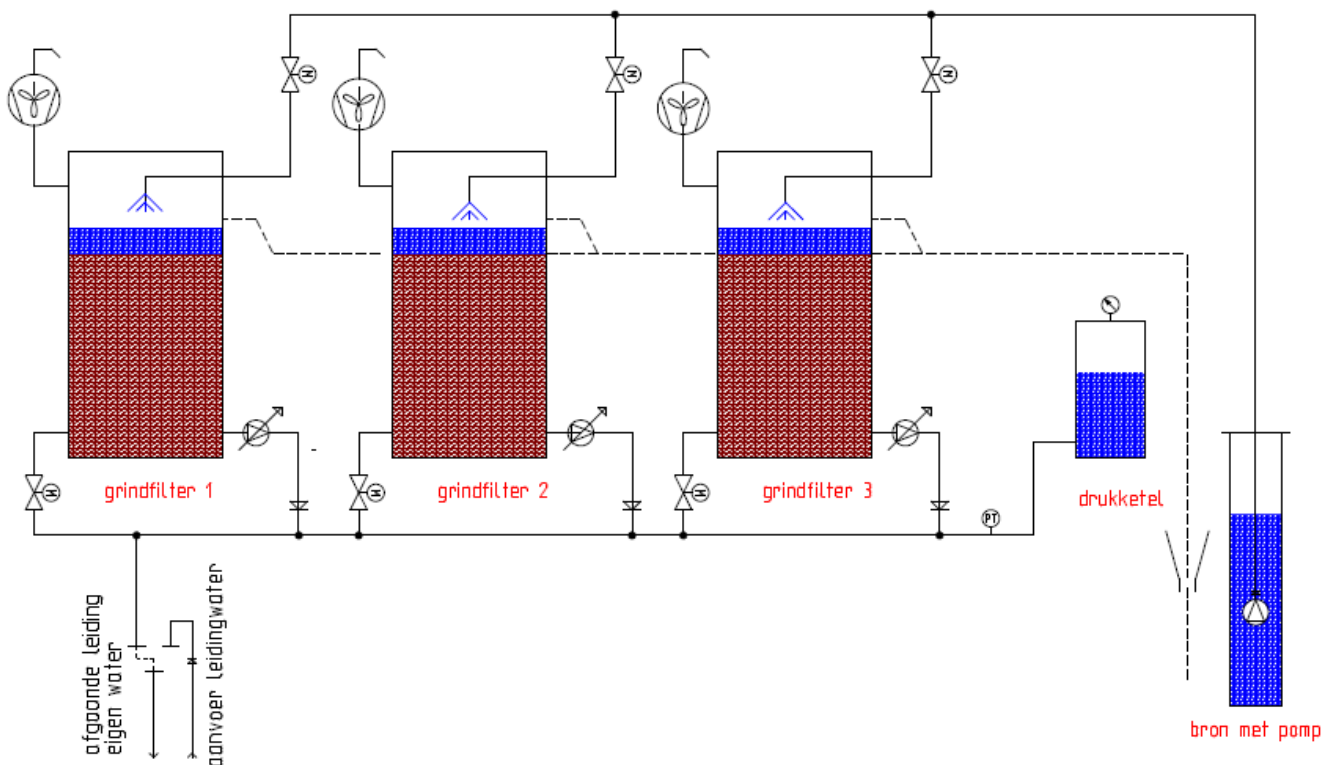 N
N
N
grindfilter 1
grindfilter 2
grindfilter 3
drukketel
M
M
M
PT
afgaande leiding
eigen water
aanvoer leidingwater
bron met pomp